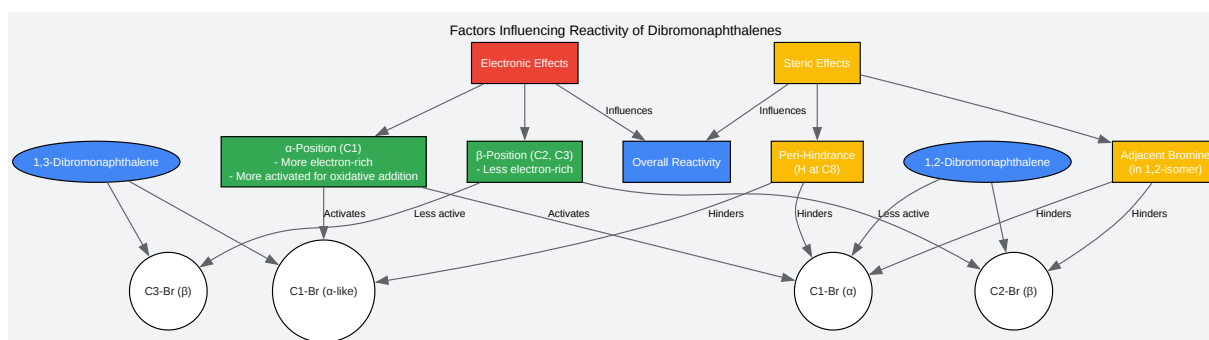 Factors Influencing Reactivity of Dibromonaphthalenes
Electronic Effects
Steric Effects
Influences
Influences
1,3-Dibromonaphthalene
α-Position (C1)
- More electron-rich
- More activated for oxidative addition
β-Position (C2, C3)
- Less electron-rich
Overall Reactivity
Peri-Hindrance
(H at C8)
1,2-Dibromonaphthalene
Adjacent Bromine
(in 1,2-isomer)
Activates
Less active
Activates
Hinders
Hinders
Less active
Hinders
Hinders
C3-Br (β)
C1-Br (α-like)
C1-Br (α)
C2-Br (β)